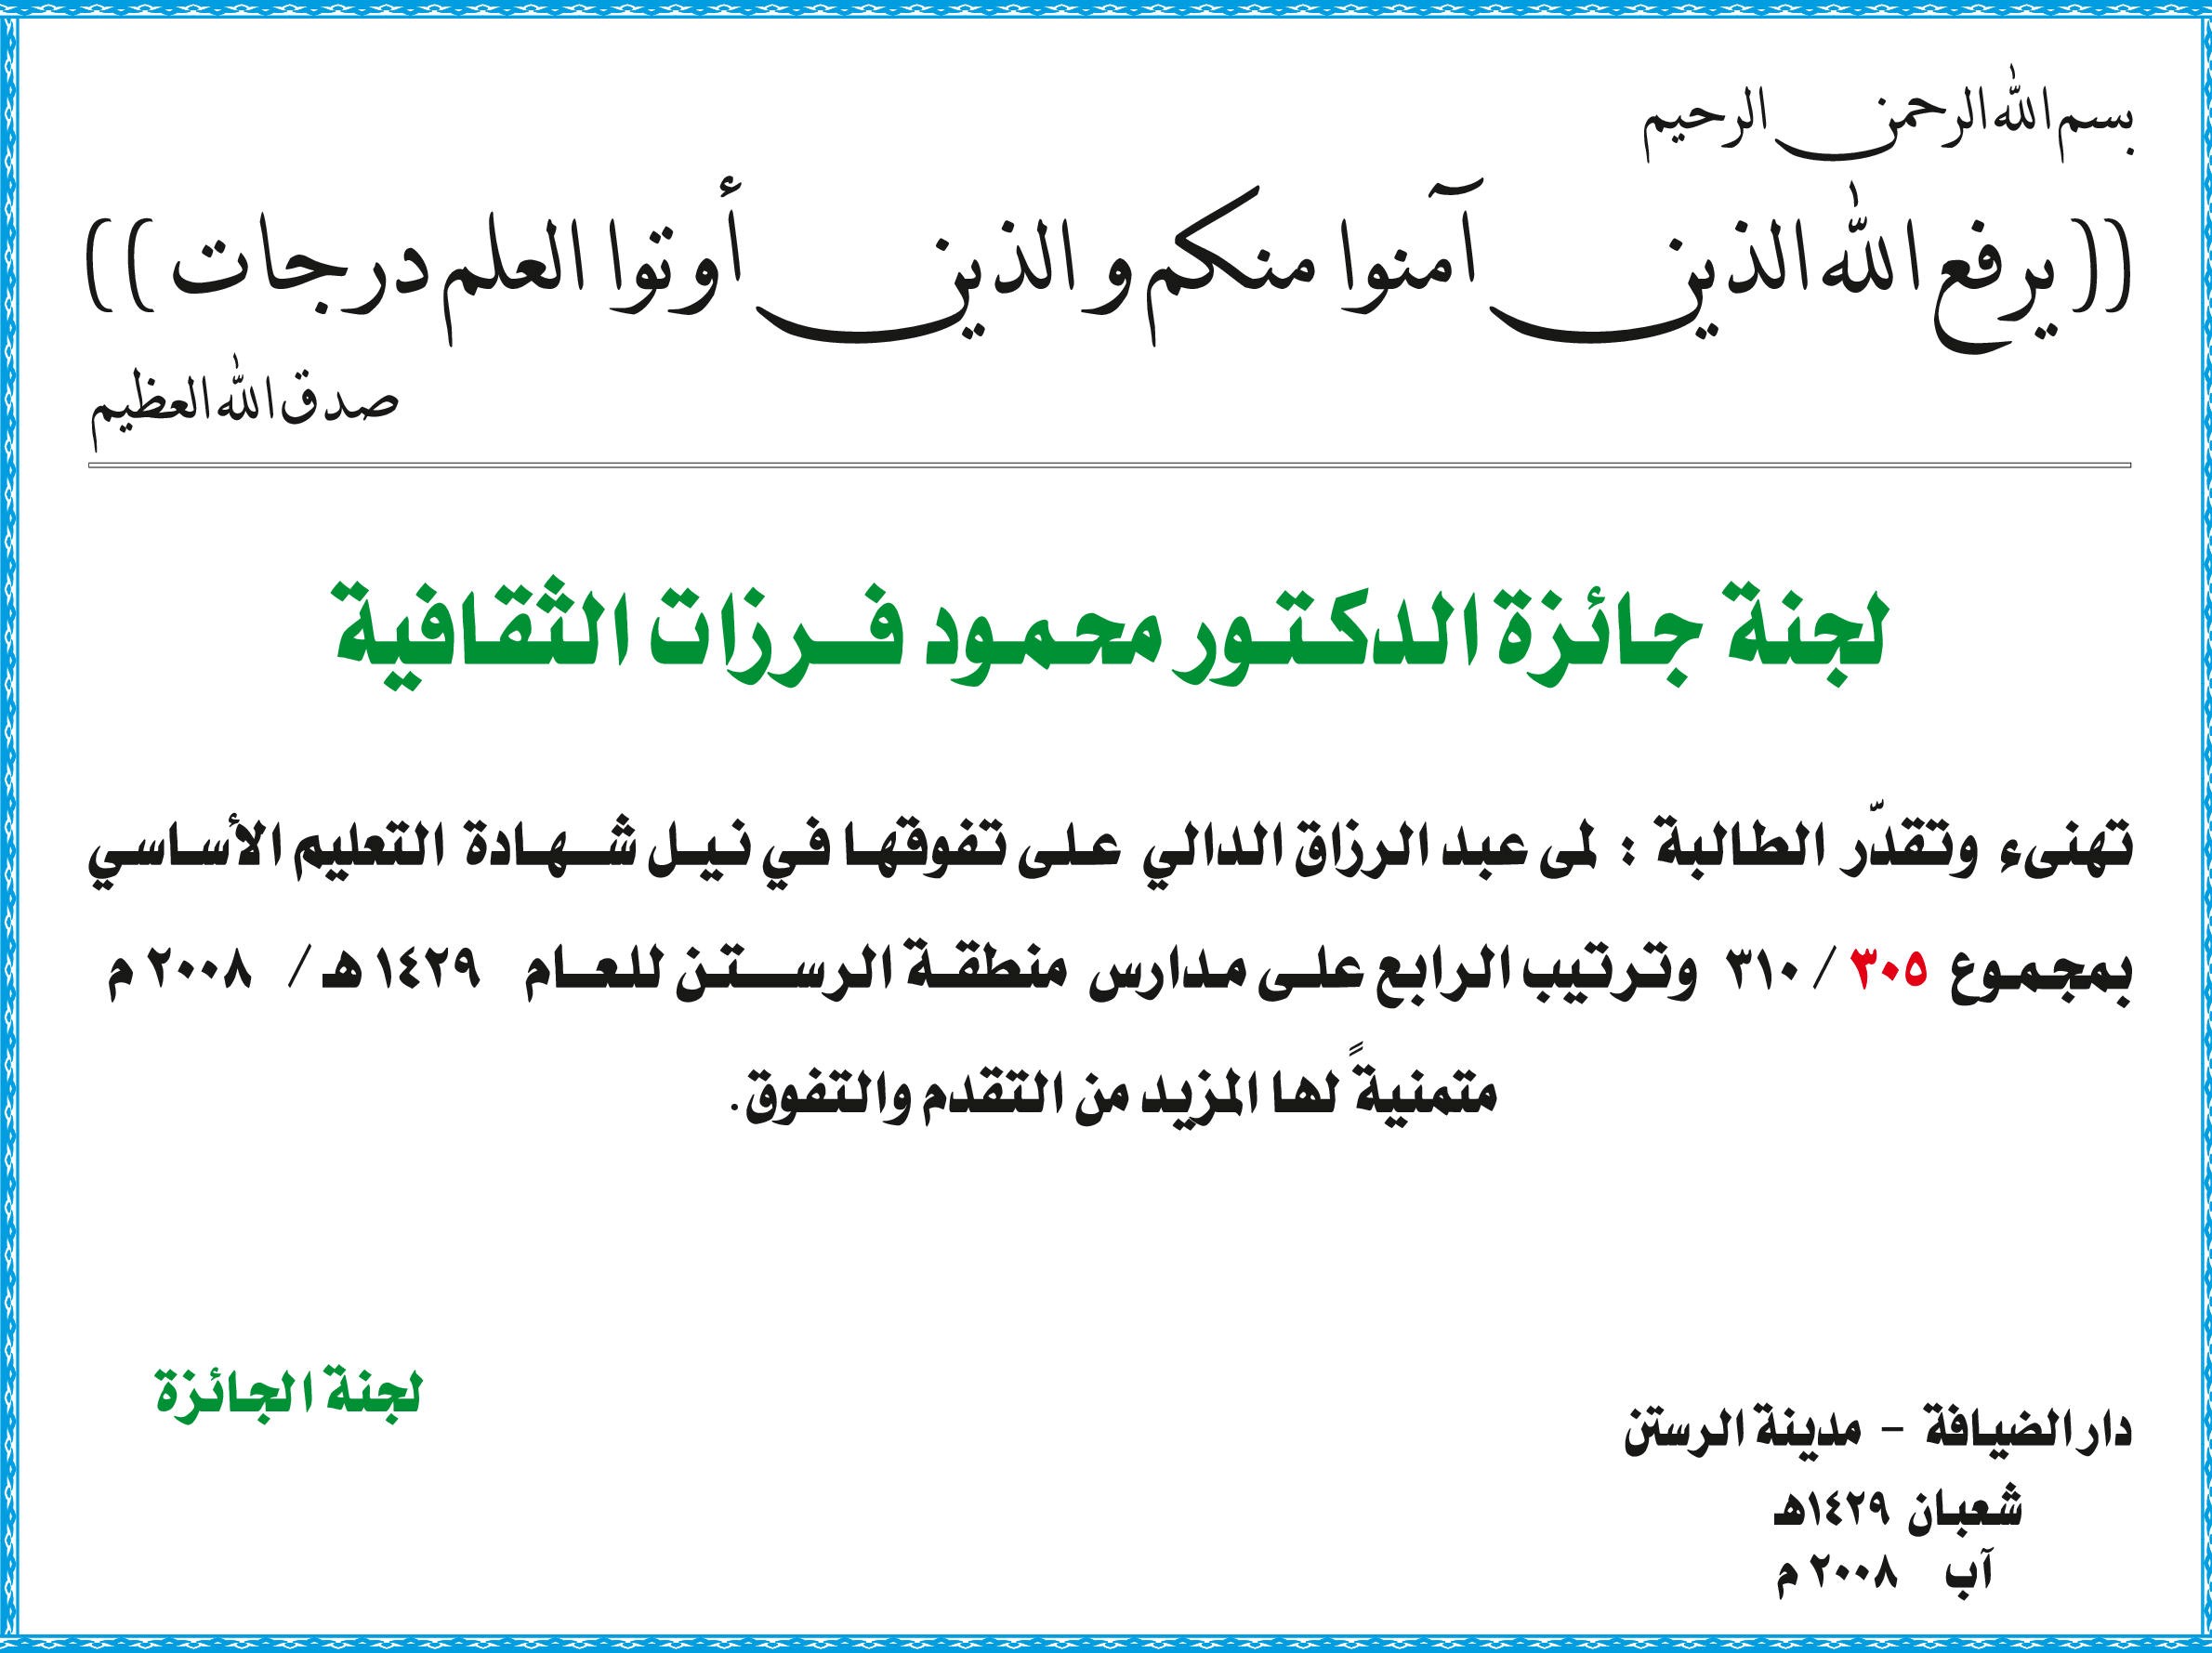 بسم الله الرحمن الرحيم
((يرفع الله الذين آمنوا منكم والذين أوتوا العلم درجات))
صدق الله العظيم
لجنة جائزة الدكتور محمود فرزات الثقافية
تهنىء وتقدّر الطالبة : لمى عبد الرزاق الدالي على تفوقها في نيل شهادة التعليم الأساسي
بمجموع ٣٠٥ / ٣١٠ وترتيب الرابع على مدارس منطقة الرستن للعام ١٤٢٩ هـ / ٢٠٠٨ م
متمنيةً لها المزيد من التقدم والتفوق.
لجنة الجائزة
دار الضيافة - مدينة الرستن
شعبان ١٤٢٩هـ
آب ٢٠٠٨ م